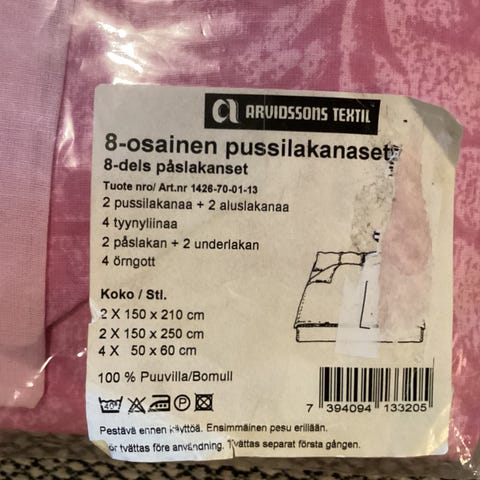 ARVIDSSONS TEXTIL
8-osainen pussilakanasetti
8-dels påslakanset
Tuote nro/ Art.nr 1426-70-01-13
2 pussilakanaa + 2 aluslakanaa
4 tyynyliinaa
2 påslakan + 2 underlakan
4 örngott
Koko / Stl.
2 X 150 x 210 cm
2 X 150 x 250 cm
4 X 50 x 60 cm
100 % Puuvilla/Bomull
40°
P
7 394094 133205
Pestävä ennen käyttöä. Ensimmäinen pesu erillään.
tvättas före användning. Tvättas separat första gången.